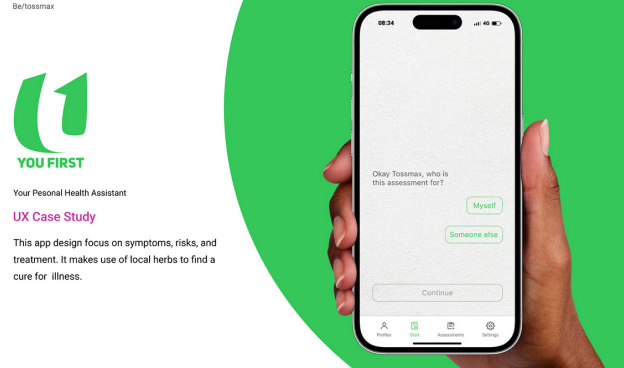 Be/tossmax
YOU FIRST
Your Pesonal Health Assistant
UX Case Study
This app design focus on symptoms, risks, and
treatment. It makes use of local herbs to find a
cure for illness.
08:34
4G
Okay Tossmax, who is
this assessment for?
Myself
Someone else
Continue
Profiles
Start
Assessments
Settings